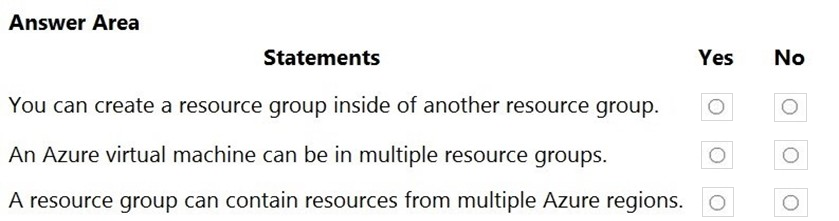 Answer Area
Statements Yes No
You can create a resource group inside of another resource group.
An Azure virtual machine can be in multiple resource groups.
A resource group can contain resources from multiple Azure regions.